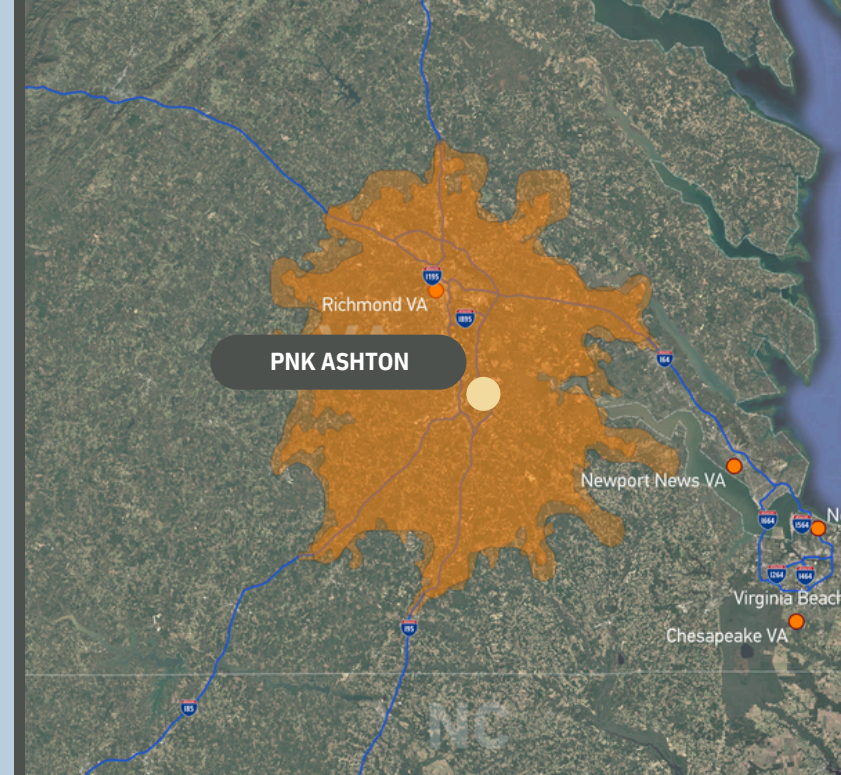 I195
Richmond VA
I895
VA
PNK ASHTON
I64
Newport News VA
I664
I564
No
I264
I464
Virginia Beach
Chesapeake VA
I95
I85
NC